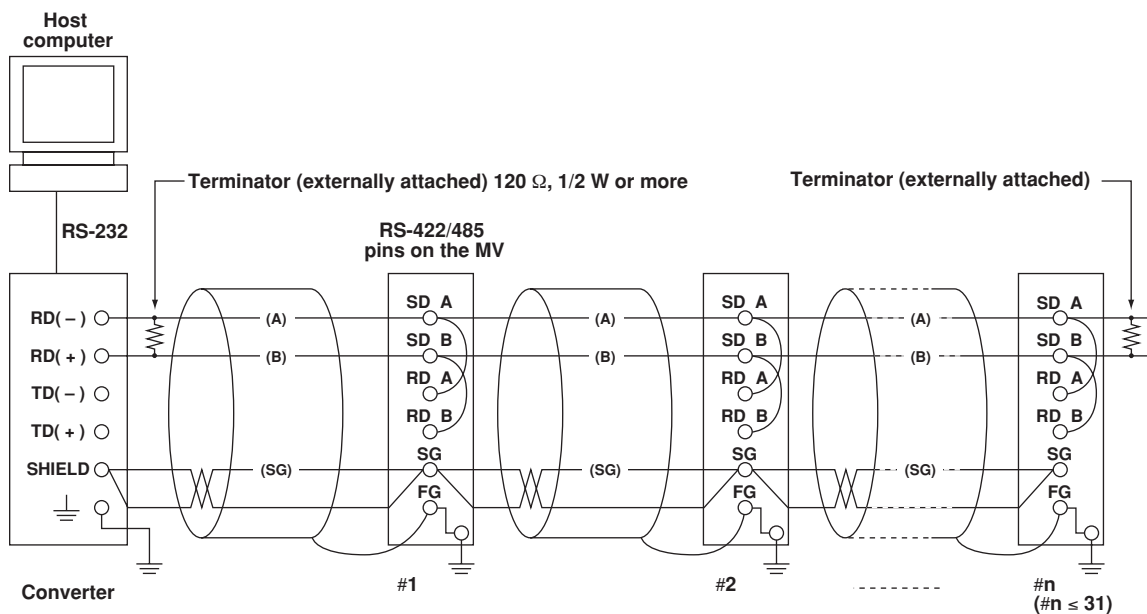 Host
computer
Terminator (externally attached) 120 Ω, 1/2 W or more
Terminator (externally attached)
RS-232
RS-422/485
pins on the MV
RD( – )
RD( + )
TD( – )
TD( + )
SHIELD
(A)
(B)
(SG)
SD A
SD B
RD A
RD B
SG
FG
(A)
(B)
(SG)
SD A
SD B
RD A
RD B
SG
FG
(A)
(B)
(SG)
SD A
SD B
RD A
RD B
SG
FG
Converter
#1
#2
#n
(#n ≤ 31)